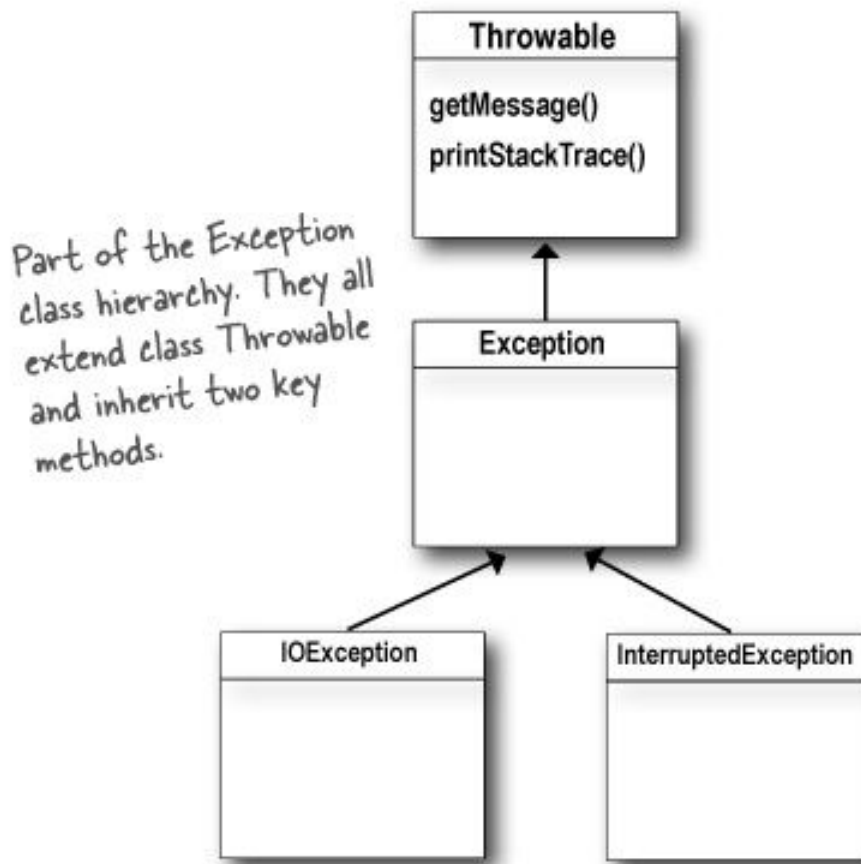 Throwable
getMessage()
printStackTrace()
Part of the Exception
class hierarchy. They all
extend class Throwable
and inherit two key
methods.
Exception
IOException
InterruptedException